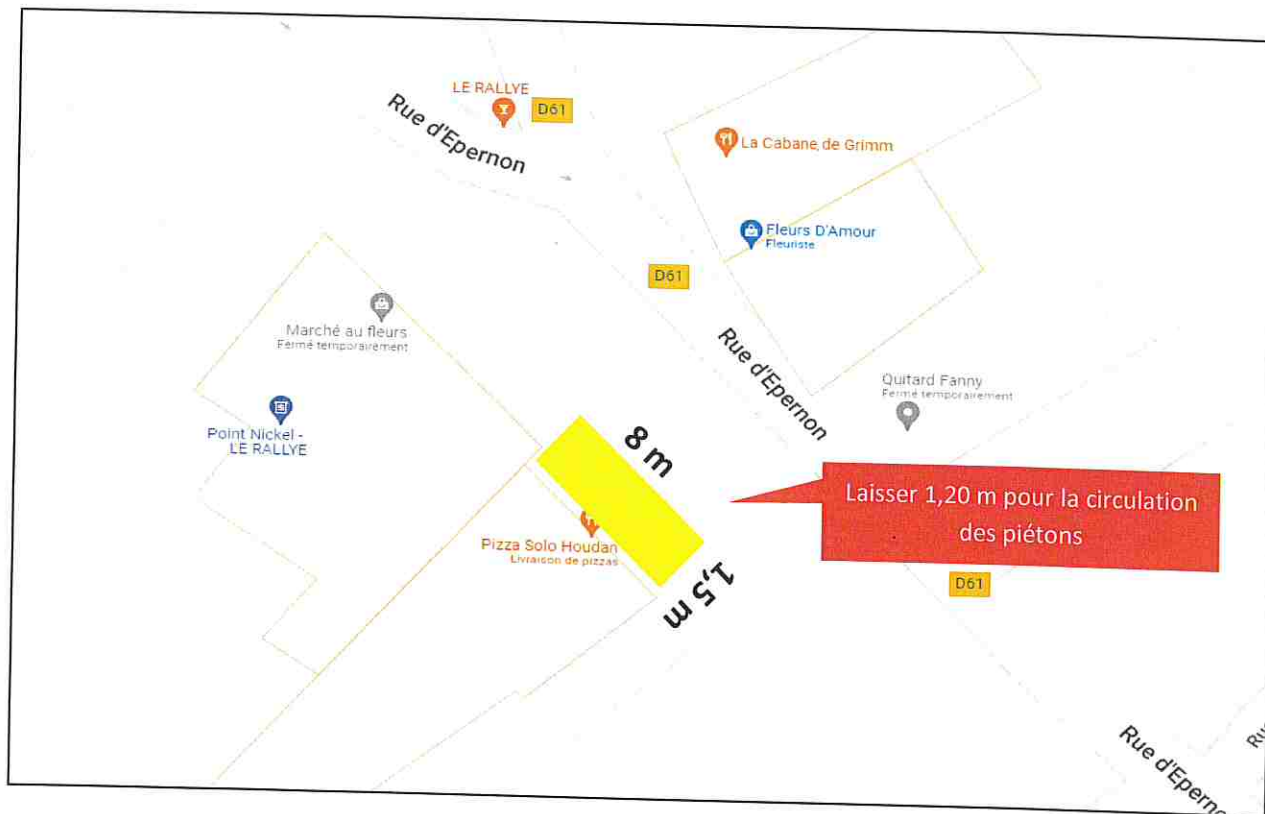 LE RALLYE
D61
Rue d'Epernon
La Cabane de Grimm
Fleurs D'Amour
Fleuriste
D61
Marché au fleurs
Fermé temporairement
Rue d'Epernon
Quitard Fanny
Fermé temporairement
Point Nickel -
LE RALLYE
8 m
Laisser 1,20 m pour la circulation
des piétons
Pizza Solo Houdan
Livraison de pizzas
1,5 m
D61
Rue d'Eperno